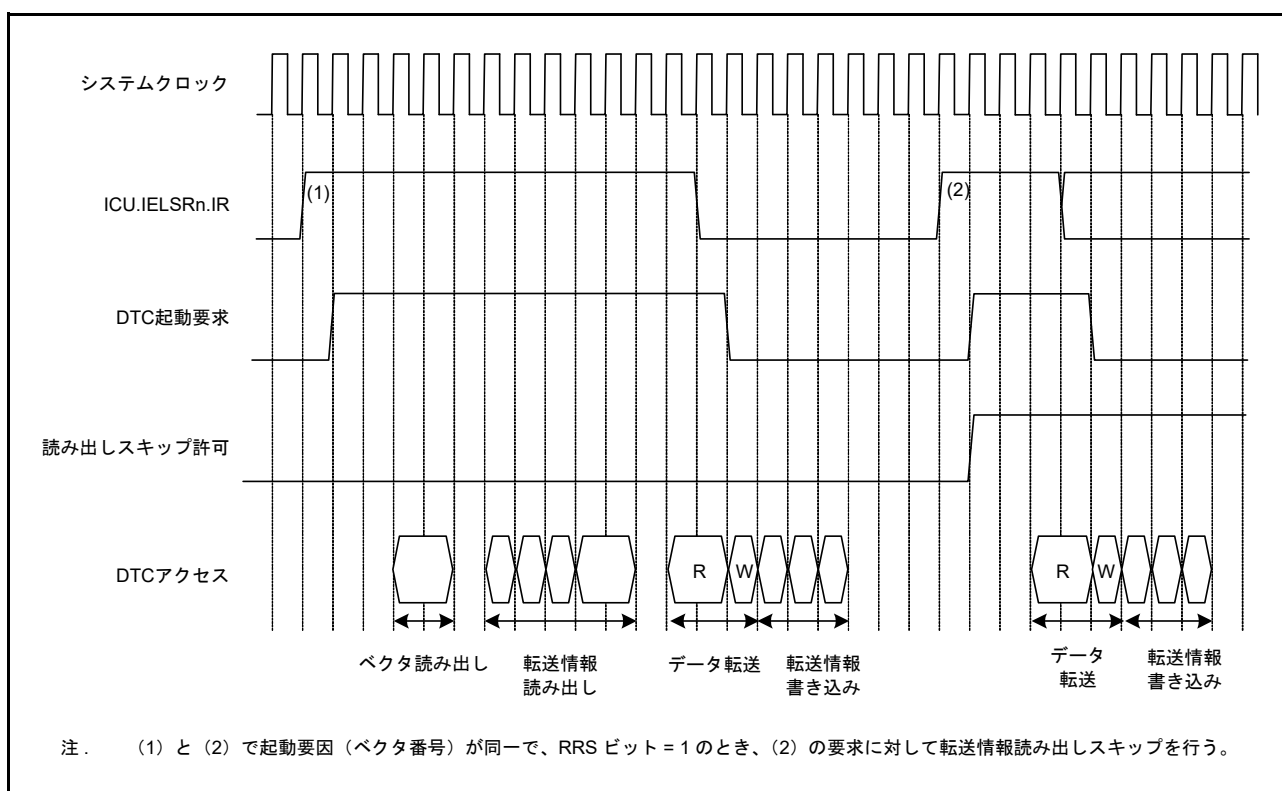 システムクロック
ICU.IELSRn.IR
(1)
(2)
DTC起動要求
読み出しスキップ許可
DTCアクセス
R
W
R
W
ベクタ読み出し
転送情報
読み出し
データ転送
転送情報
書き込み
データ
転送
転送情報
書き込み
注 . （1）と（2）で起動要因（ベクタ番号）が同一で、RRS ビット = 1 のとき、（2）の要求に対して転送情報読み出しスキップを行う。